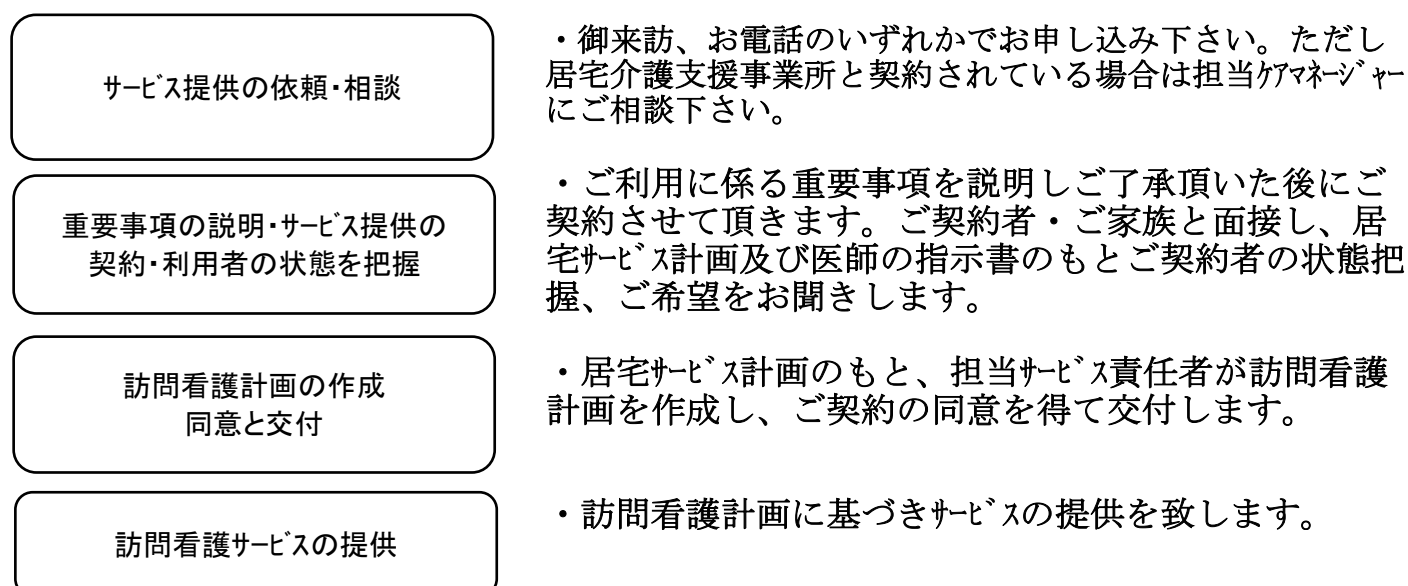 サービス提供の依頼・相談
・御来訪、お電話のいずれかでお申し込み下さい。ただし
居宅介護支援事業所と契約されている場合は担当ｹｱﾏﾈｰｼﾞｬｰ
にご相談下さい。
重要事項の説明・サービス提供の
契約・利用者の状態を把握
・ご利用に係る重要事項を説明しご了承頂いた後にご
契約させて頂きます。ご契約者・ご家族と面接し、居
宅ｻｰﾋﾞｽ計画及び医師の指示書のもとご契約者の状態把
握、ご希望をお聞きします。
訪問看護計画の作成
同意と交付
・居宅ｻｰﾋﾞｽ計画のもと、担当ｻｰﾋﾞｽ責任者が訪問看護
計画を作成し、ご契約の同意を得て交付します。
訪問看護サービスの提供
・訪問看護計画に基づきｻｰﾋﾞｽの提供を致します。